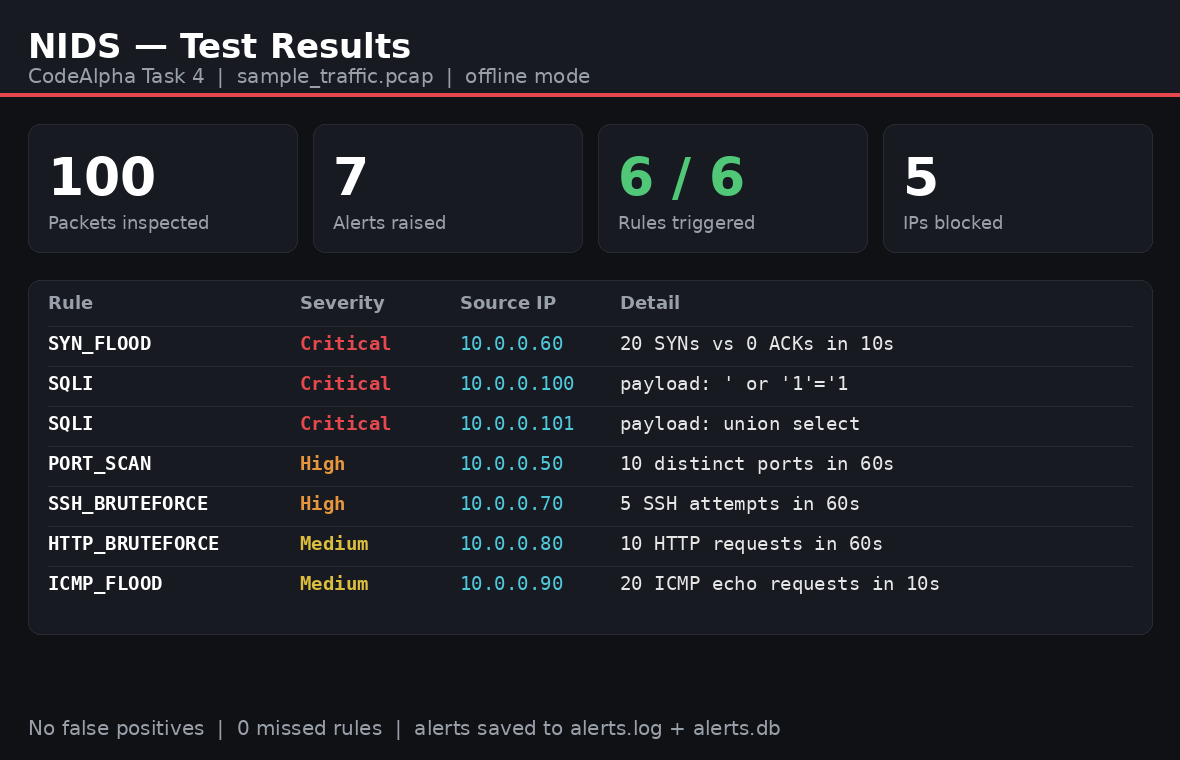 NIDS — Test Results
CodeAlpha Task 4 | sample_traffic.pcap | offline mode
100
Packets inspected
7
Alerts raised
6 / 6
Rules triggered
5
IPs blocked
Rule Severity Source IP Detail
SYN_FLOOD Critical 10.0.0.60 20 SYNs vs 0 ACKs in 10s
SQLI Critical 10.0.0.100 payload: ' or '1'='1
SQLI Critical 10.0.0.101 payload: union select
PORT_SCAN High 10.0.0.50 10 distinct ports in 60s
SSH_BRUTEFORCE High 10.0.0.70 5 SSH attempts in 60s
HTTP_BRUTEFORCE Medium 10.0.0.80 10 HTTP requests in 60s
ICMP_FLOOD Medium 10.0.0.90 20 ICMP echo requests in 10s
No false positives | 0 missed rules | alerts saved to alerts.log + alerts.db